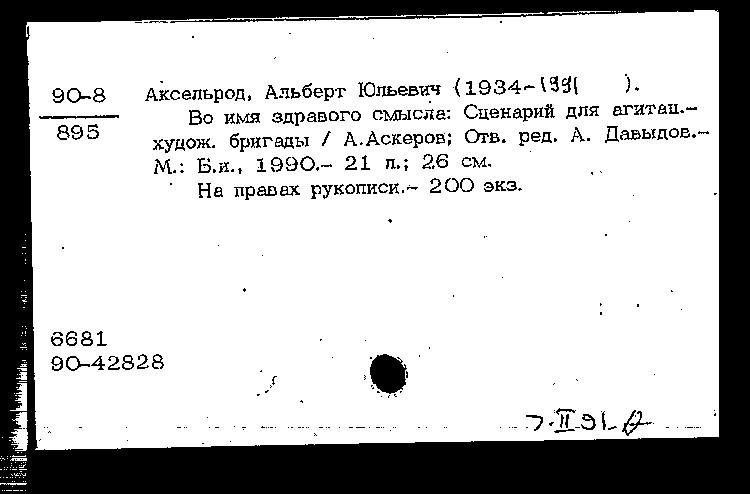 90-8 Аксельрод, Альберт Юльевич (1934-1991 ).
895 Во имя здравого смысла: Сценарий для агитац.-
худож. бригады / А.Аскеров; Отв. ред. А. Давыдов.-
М.: Б.и., 1990.- 21 л.; 26 см.
На правах рукописи.- 200 экз.
6681
90-42828
7.II 91